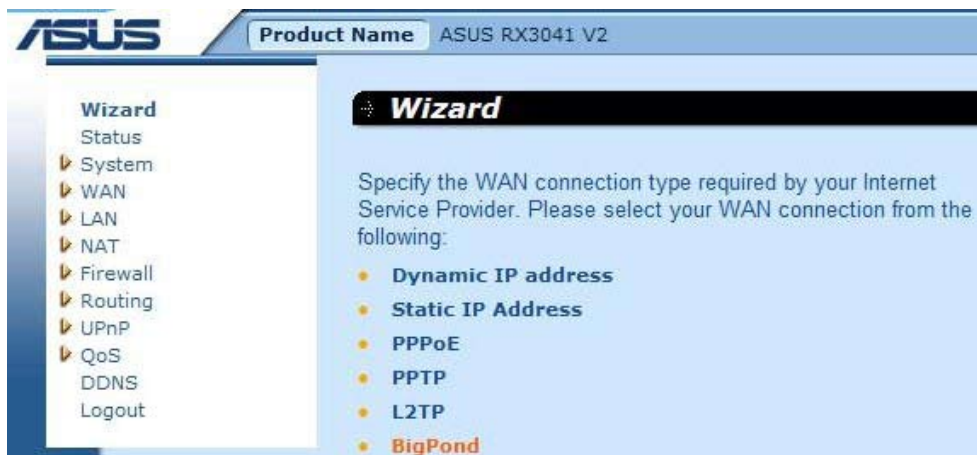 ASUS
Product Name ASUS RX3041 V2
Wizard
Status
System
WAN
LAN
NAT
Firewall
Routing
UPnP
QoS
DDNS
Logout
Wizard
Specify the WAN connection type required by your Internet
Service Provider. Please select your WAN connection from the
following:
Dynamic IP address
Static IP Address
PPPoE
PPTP
L2TP
BigPond